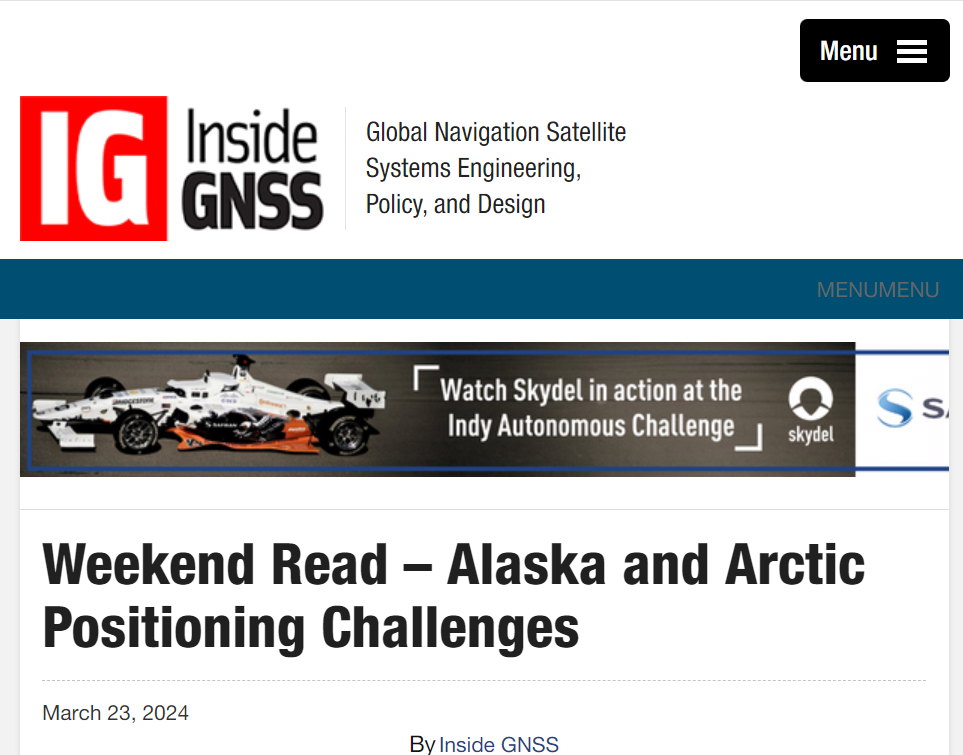 Menu
IG
Inside
GNSS
Global Navigation Satellite
Systems Engineering,
Policy, and Design
MENUMENU
Watch Skydel in action at the
Indy Autonomous Challenge
skydel
Weekend Read – Alaska and Arctic
Positioning Challenges
March 23, 2024
By Inside GNSS